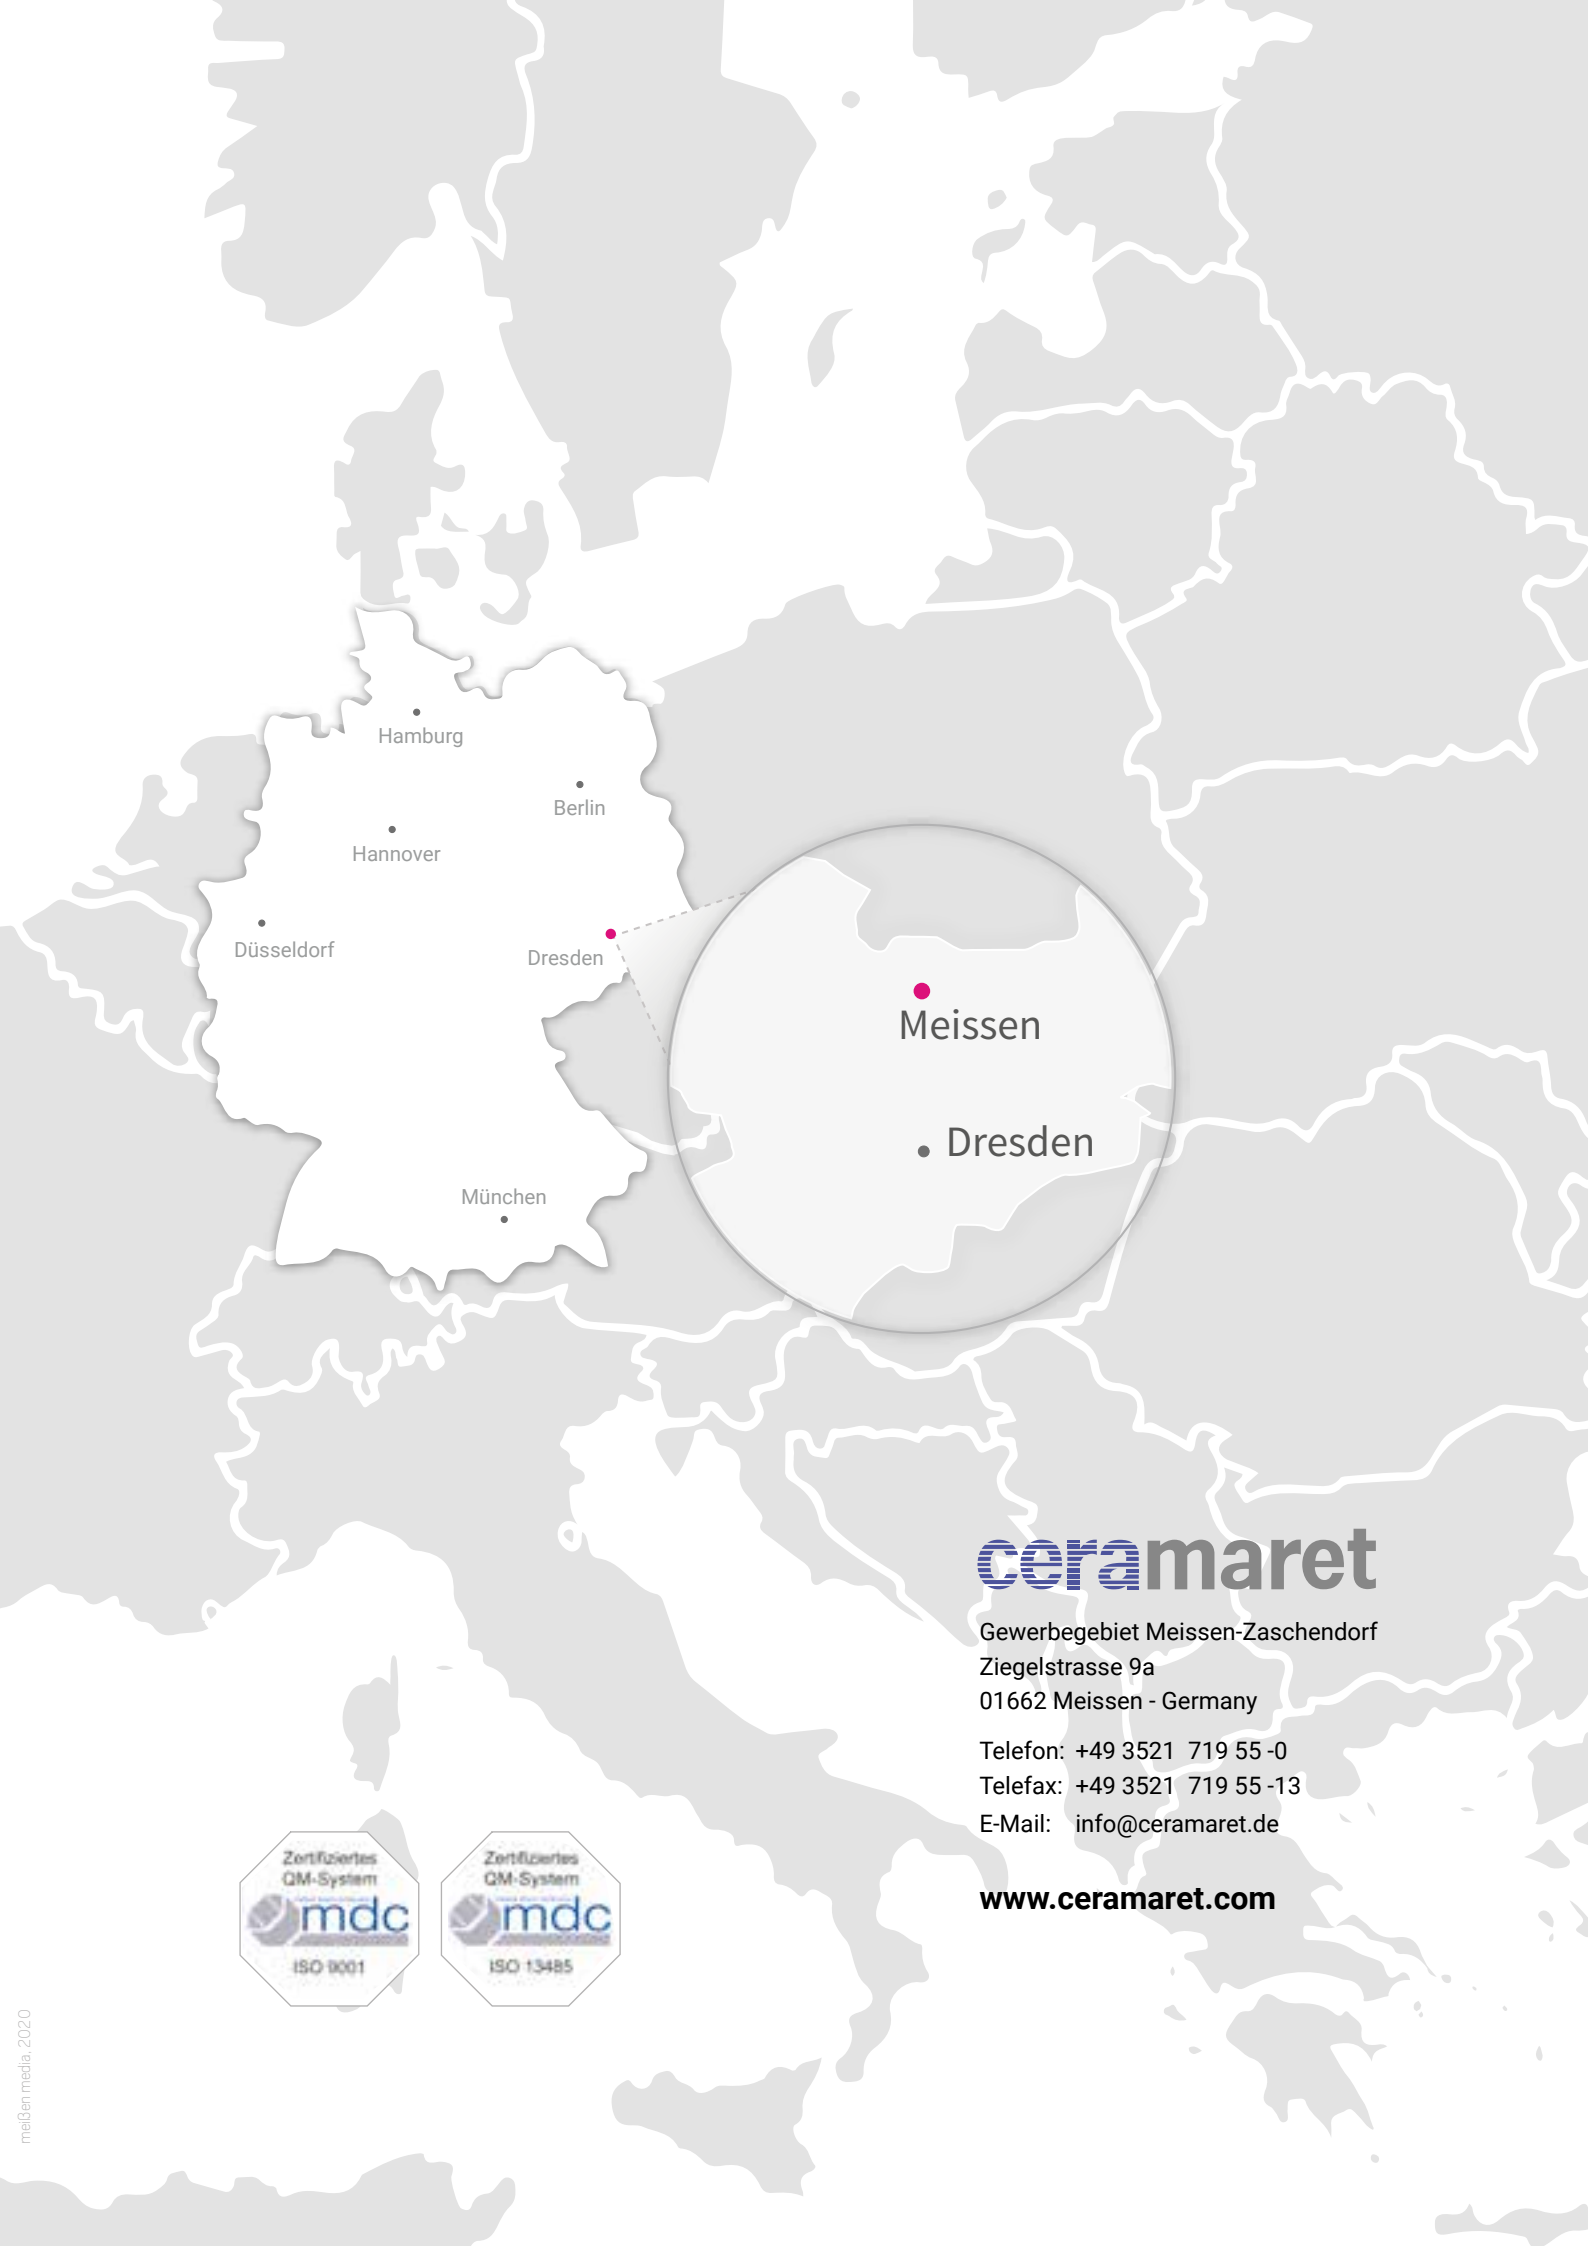 Hamburg
Berlin
Hannover
Düsseldorf
Dresden
München
Meissen
Dresden
ceramaret
Gewerbegebiet Meissen-Zaschendorf
Ziegelstrasse 9a
01662 Meissen - Germany
Telefon: +49 3521 719 55 -0
Telefax: +49 3521 719 55 -13
E-Mail: info@ceramaret.de
www.ceramaret.com
Zertifiziertes
QM-System
mdc
ISO 9001
Zertifiziertes
QM-System
mdc
ISO 13485
meißen media, 2020